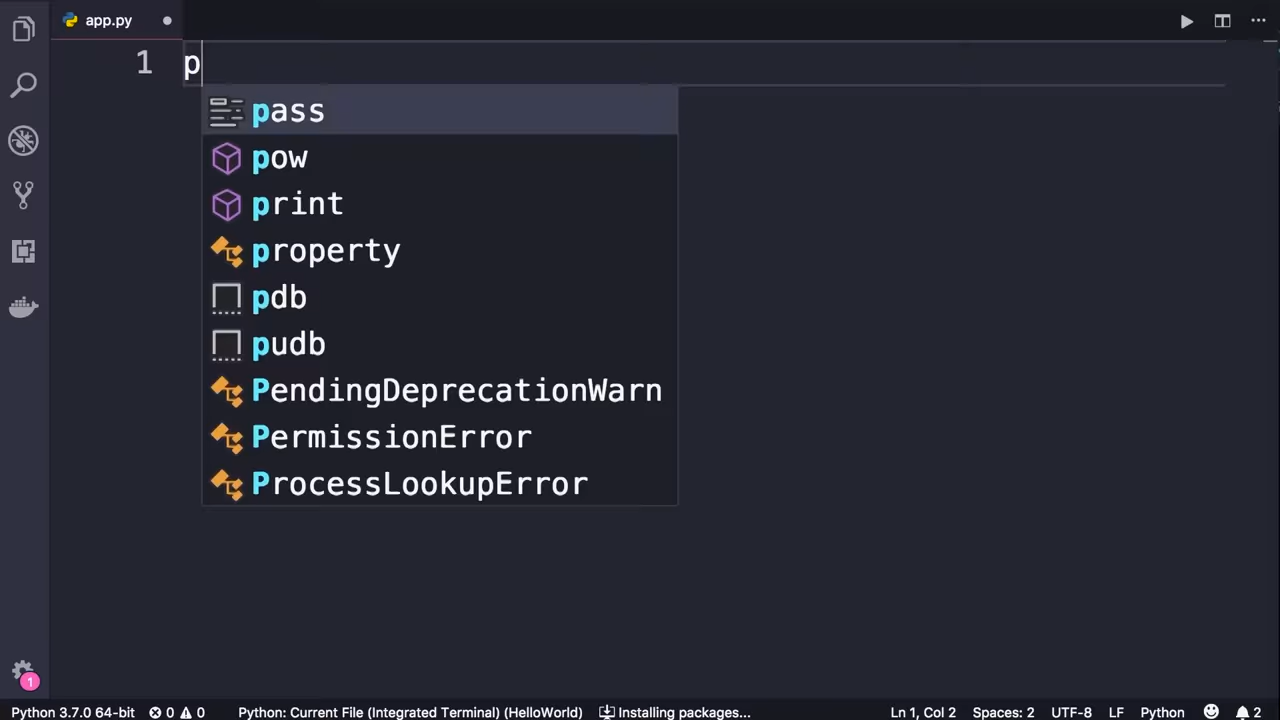 app.py
1 p
pass
pow
print
property
pdb
pudb
PendingDeprecationWarn
PermissionError
ProcessLookupError
1
Python 3.7.0 64-bit 0 0 Python: Current File (Integrated Terminal) (HelloWorld) Installing packages... Ln 1, Col 2 Spaces: 2 UTF-8 LF Python 2